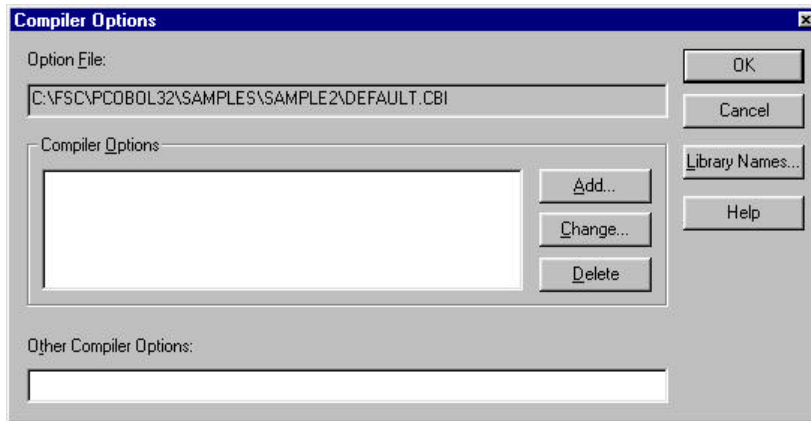 Compiler Options
Option File:
C:\FSC\PCOBOL32\SAMPLES\SAMPLE2\DEFAULT.CBI
OK
Cancel
Compiler Options
Library Names...
Add...
Help
Change...
Delete
Other Compiler Options: